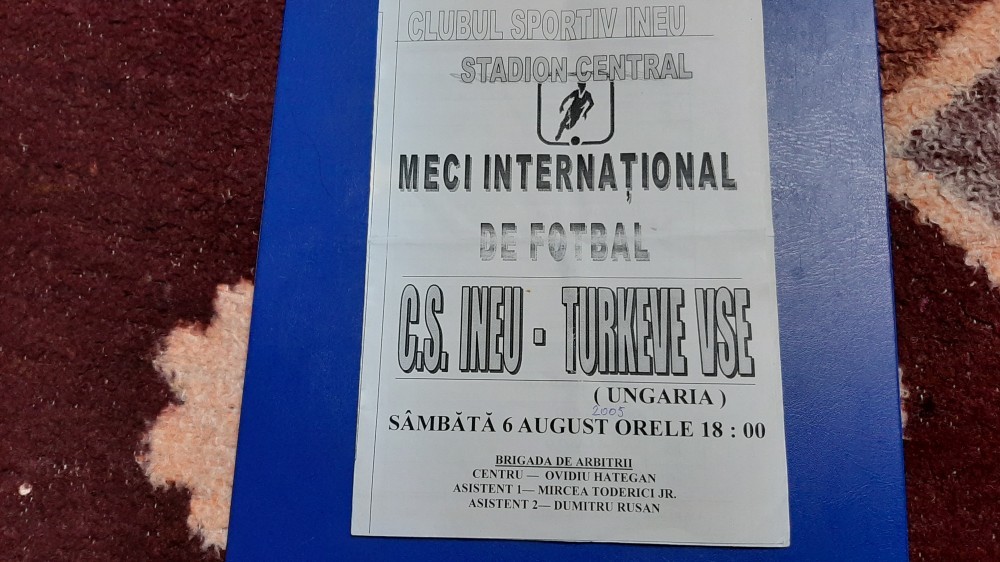 CLUBUL SPORTIV INEU
STADION CENTRAL
MECI INTERNAȚIONAL
DE FOTBAL
C.S. INEU - TURKEVE VSE
( UNGARIA )
2005
SÂMBĂTĂ 6 AUGUST ORELE 18 : 00
BRIGADA DE ARBITRII
CENTRU — OVIDIU HATEGAN
ASISTENT 1— MIRCEA TODERICI JR.
ASISTENT 2— DUMITRU RUSAN